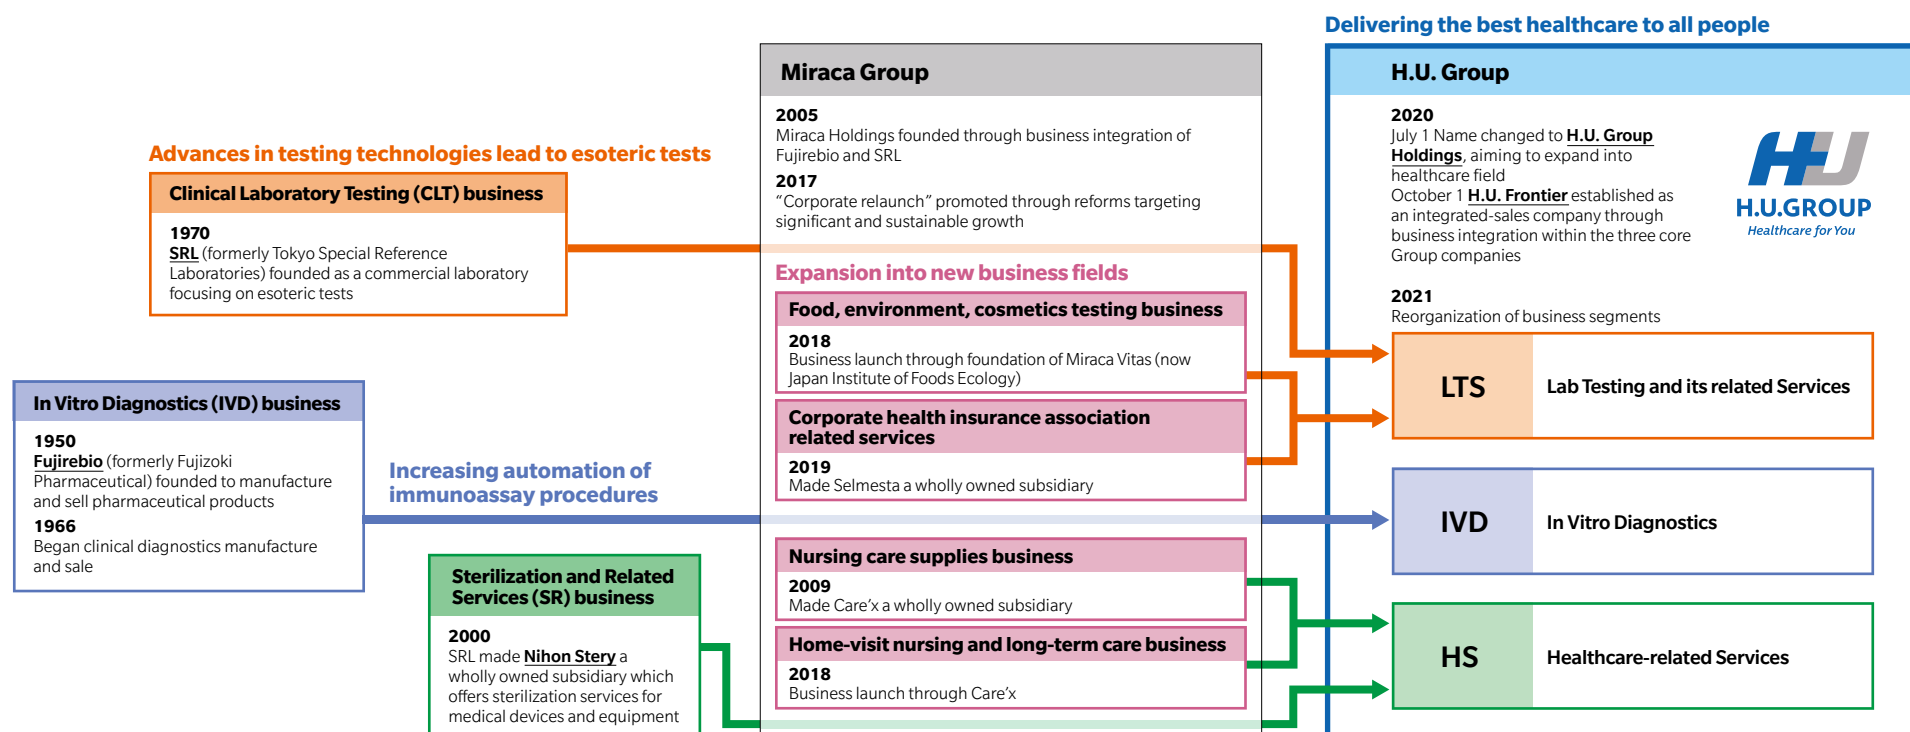 Delivering the best healthcare to all people
Miraca Group
2005
Miraca Holdings founded through business integration of
Fujirebio and SRL
2017
“Corporate relaunch” promoted through reforms targeting
significant and sustainable growth
H.U. Group
2020
July 1 Name changed to H.U. Group
Holdings, aiming to expand into
healthcare field
October 1 H.U. Frontier established as
an integrated-sales company through
business integration within the three core
Group companies
HU
H.U.GROUP
Healthcare for You
2021
Reorganization of business segments
Advances in testing technologies lead to esoteric tests
Clinical Laboratory Testing (CLT) business
1970
SRL (formerly Tokyo Special Reference
Laboratories) founded as a commercial laboratory
focusing on esoteric tests
Expansion into new business fields
Food, environment, cosmetics testing business
2018
Business launch through foundation of Miraca Vitas (now
Japan Institute of Foods Ecology)
Corporate health insurance association
related services
2019
Made Selmesta a wholly owned subsidiary
LTS
Lab Testing and its related Services
In Vitro Diagnostics (IVD) business
1950
Fujirebio (formerly Fujizoki
Pharmaceutical) founded to manufacture
and sell pharmaceutical products
1966
Began clinical diagnostics manufacture
and sale
Increasing automation of
immunoassay procedures
IVD
In Vitro Diagnostics
Sterilization and Related
Services (SR) business
2000
SRL made Nihon Stery a
wholly owned subsidiary which
offers sterilization services for
medical devices and equipment
Nursing care supplies business
2009
Made Care’x a wholly owned subsidiary
Home-visit nursing and long-term care business
2018
Business launch through Care’x
HS
Healthcare-related Services